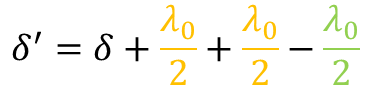 δ′ = δ + λ₀/2 + λ₀/2 − λ₀/2